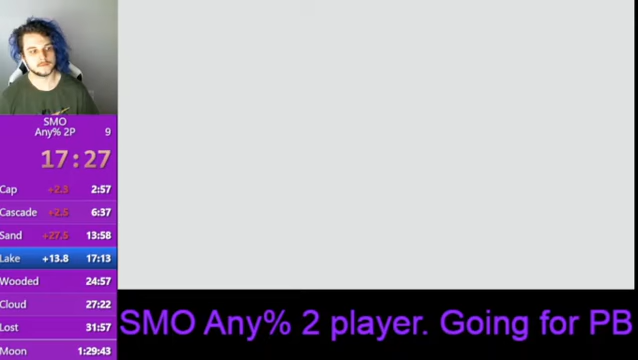 SMO
Any% 2P 9
17:27
Cap +2.3 2:57
Cascade +2.5 6:37
Sand +27.5 13:58
Lake +13.8 17:13
Wooded 24:57
Cloud 27:22
Lost 31:57
Moon 1:29:43
SMO Any% 2 player. Going for PB